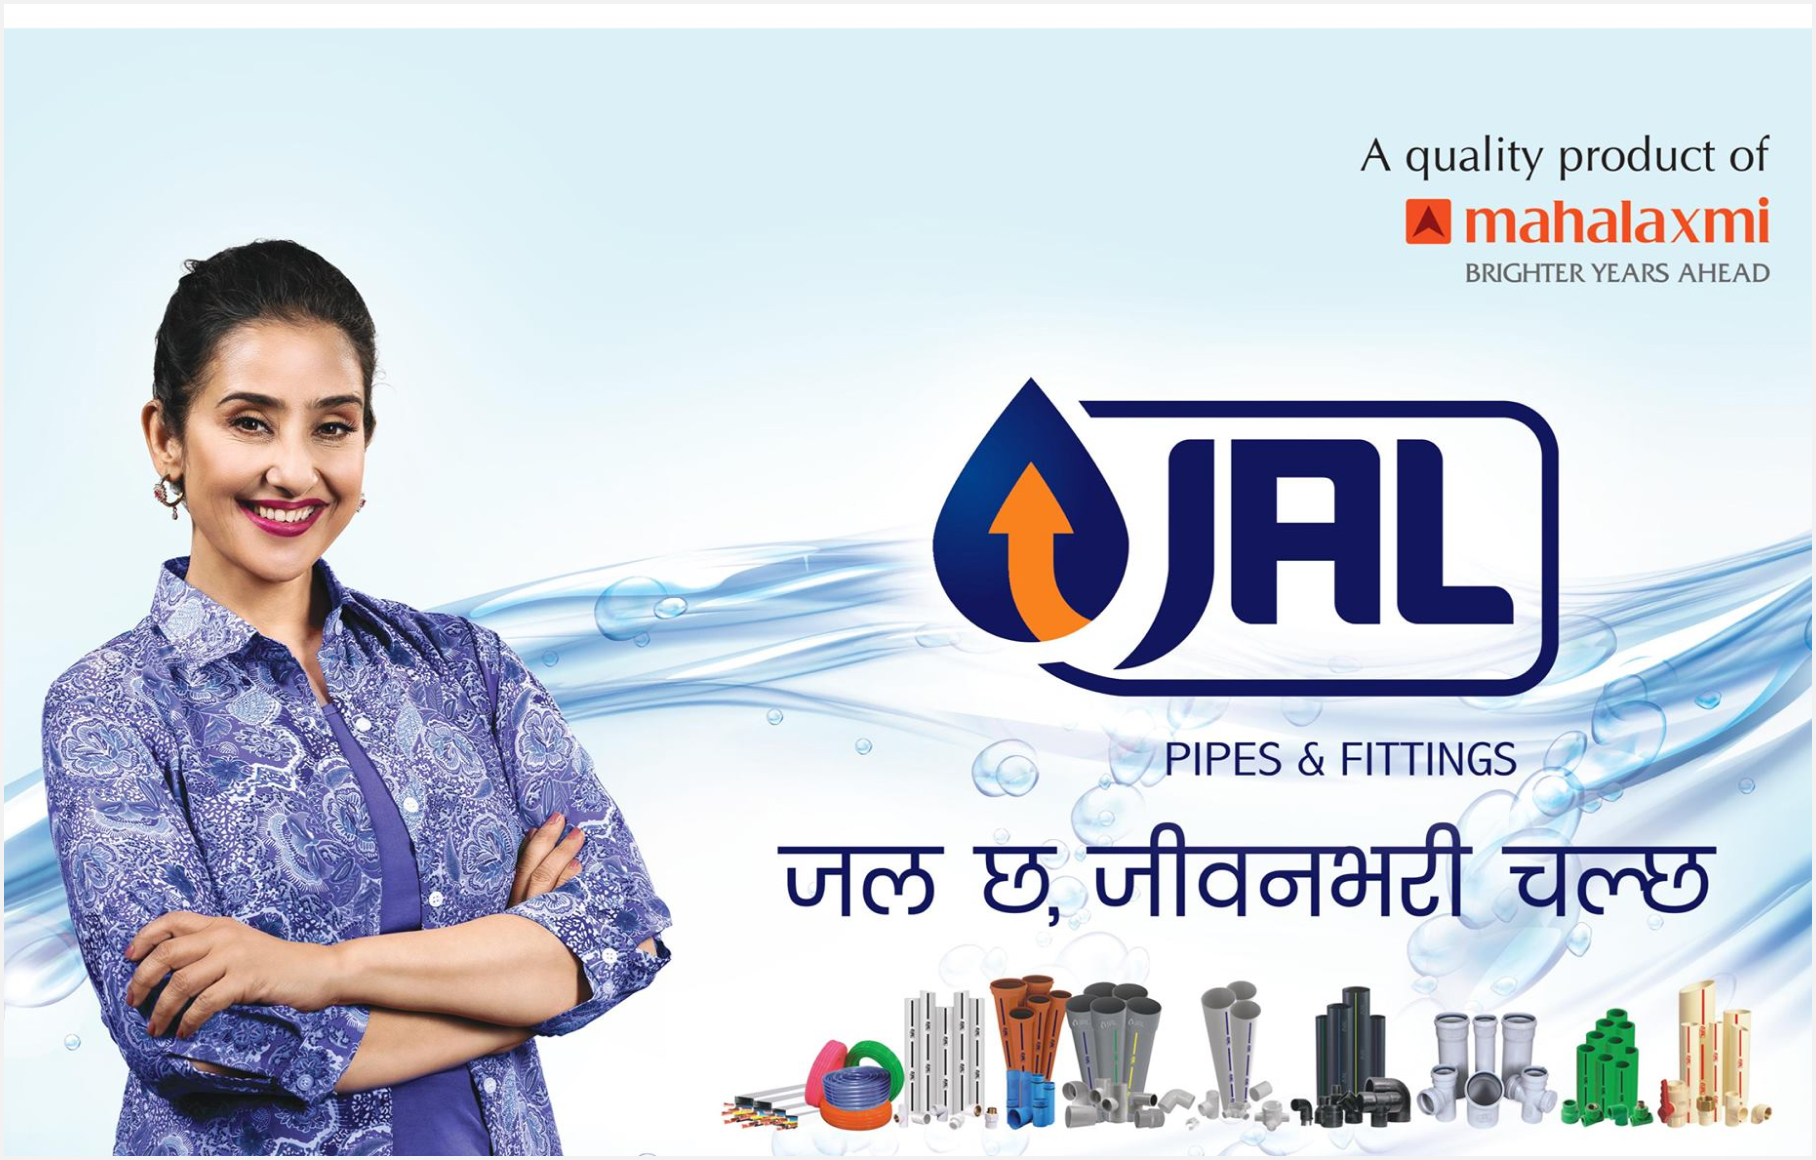 A quality product of
mahalaxmi
BRIGHTER YEARS AHEAD
JAL
PIPES & FITTINGS
जल छ, जीवनभरी चल्छ